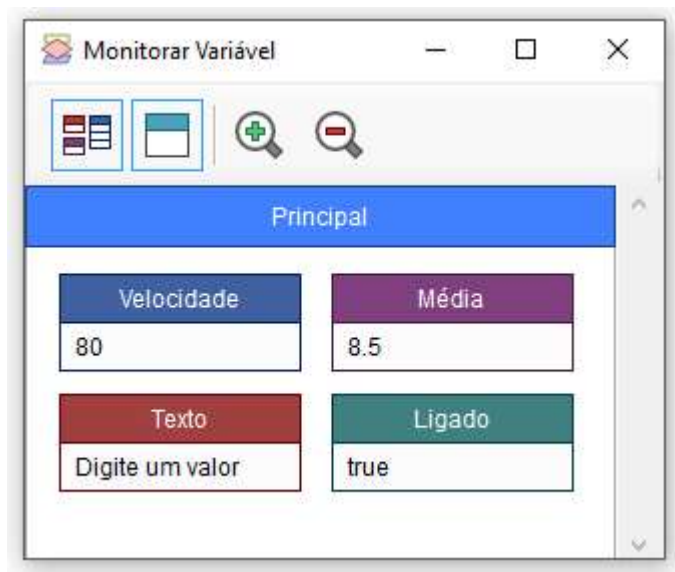 Monitorar Variável
Principal
Velocidade
Média
80
8.5
Texto
Ligado
Digite um valor
true